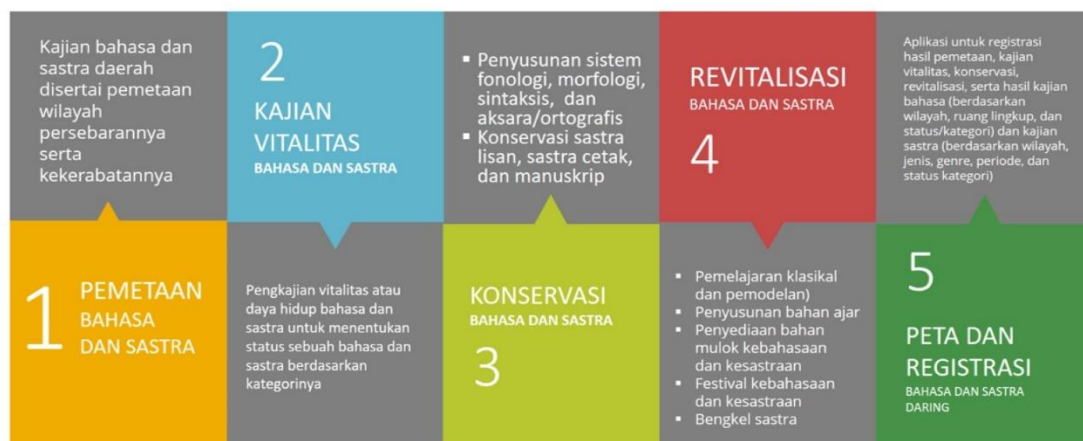 Kajian bahasa dan
sastra daerah
disertai pemetaan
wilayah
persebarannya
serta
kekerabatannya
1
PEMETAAN
BAHASA
DAN SASTRA
2
KAJIAN
VITALITAS
BAHASA DAN SASTRA
Pengkajian vitalitas atau
daya hidup bahasa dan
sastra untuk menentukan
status sebuah bahasa dan
sastra berdasarkan
kategorinya
▪ Penyusunan sistem
fonologi, morfologi,
sintaksis, dan
aksara/ortografis
▪ Konservasi sastra
lisan, sastra cetak,
dan manuskrip
KONSERVASI
BAHASA DAN SASTRA
3
REVITALISASI
BAHASA DAN SASTRA
4
▪ Pemelajaran klasikal
dan pemodelan)
▪ Penyusunan bahan ajar
▪ Penyediaan bahan
mulok kebahasaan
dan kesastraan
▪ Festival kebahasaan
dan kesastraan
▪ Bengkel sastra
Aplikasi untuk registrasi
hasil pemetaan, kajian
vitalitas, konservasi,
revitalisasi, serta hasil kajian
bahasa (berdasarkan
wilayah, ruang lingkup, dan
status/kategori) dan kajian
sastra (berdasarkan wilayah,
jenis, genre, periode, dan
status kategori)
5
PETA DAN
REGISTRASI
BAHASA DAN SASTRA
DARING